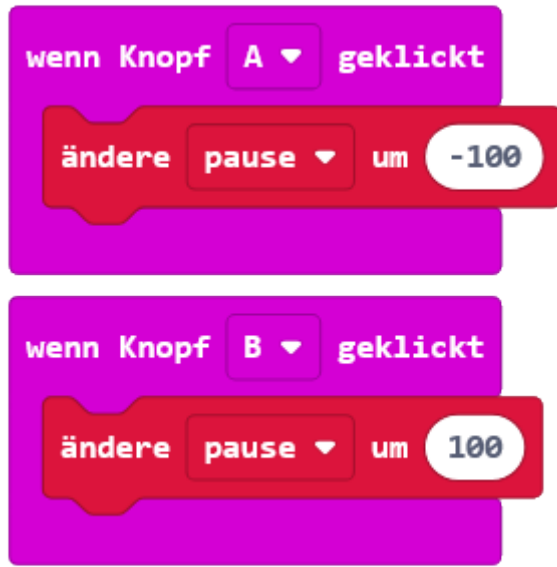 wenn Knopf A geklickt
ändere pause um -100
wenn Knopf B geklickt
ändere pause um 100